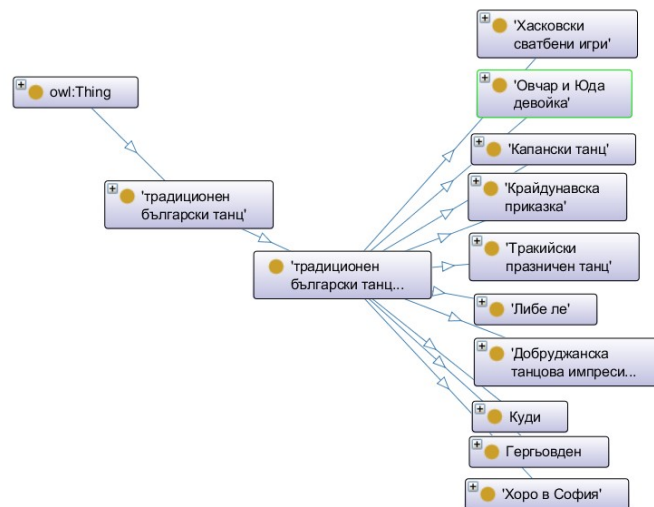 owl:Thing
'традиционен
български танц'
'традиционен
български танц...
'Хасковски
сватбени игри'
'Овчар и Юда
девойка'
'Капански танц'
'Крайдунавска
приказка'
'Тракийски
празничен танц'
'Либе ле'
'Добруджанска
танцова импреси...
Куди
Гергьовден
'Хоро в София'